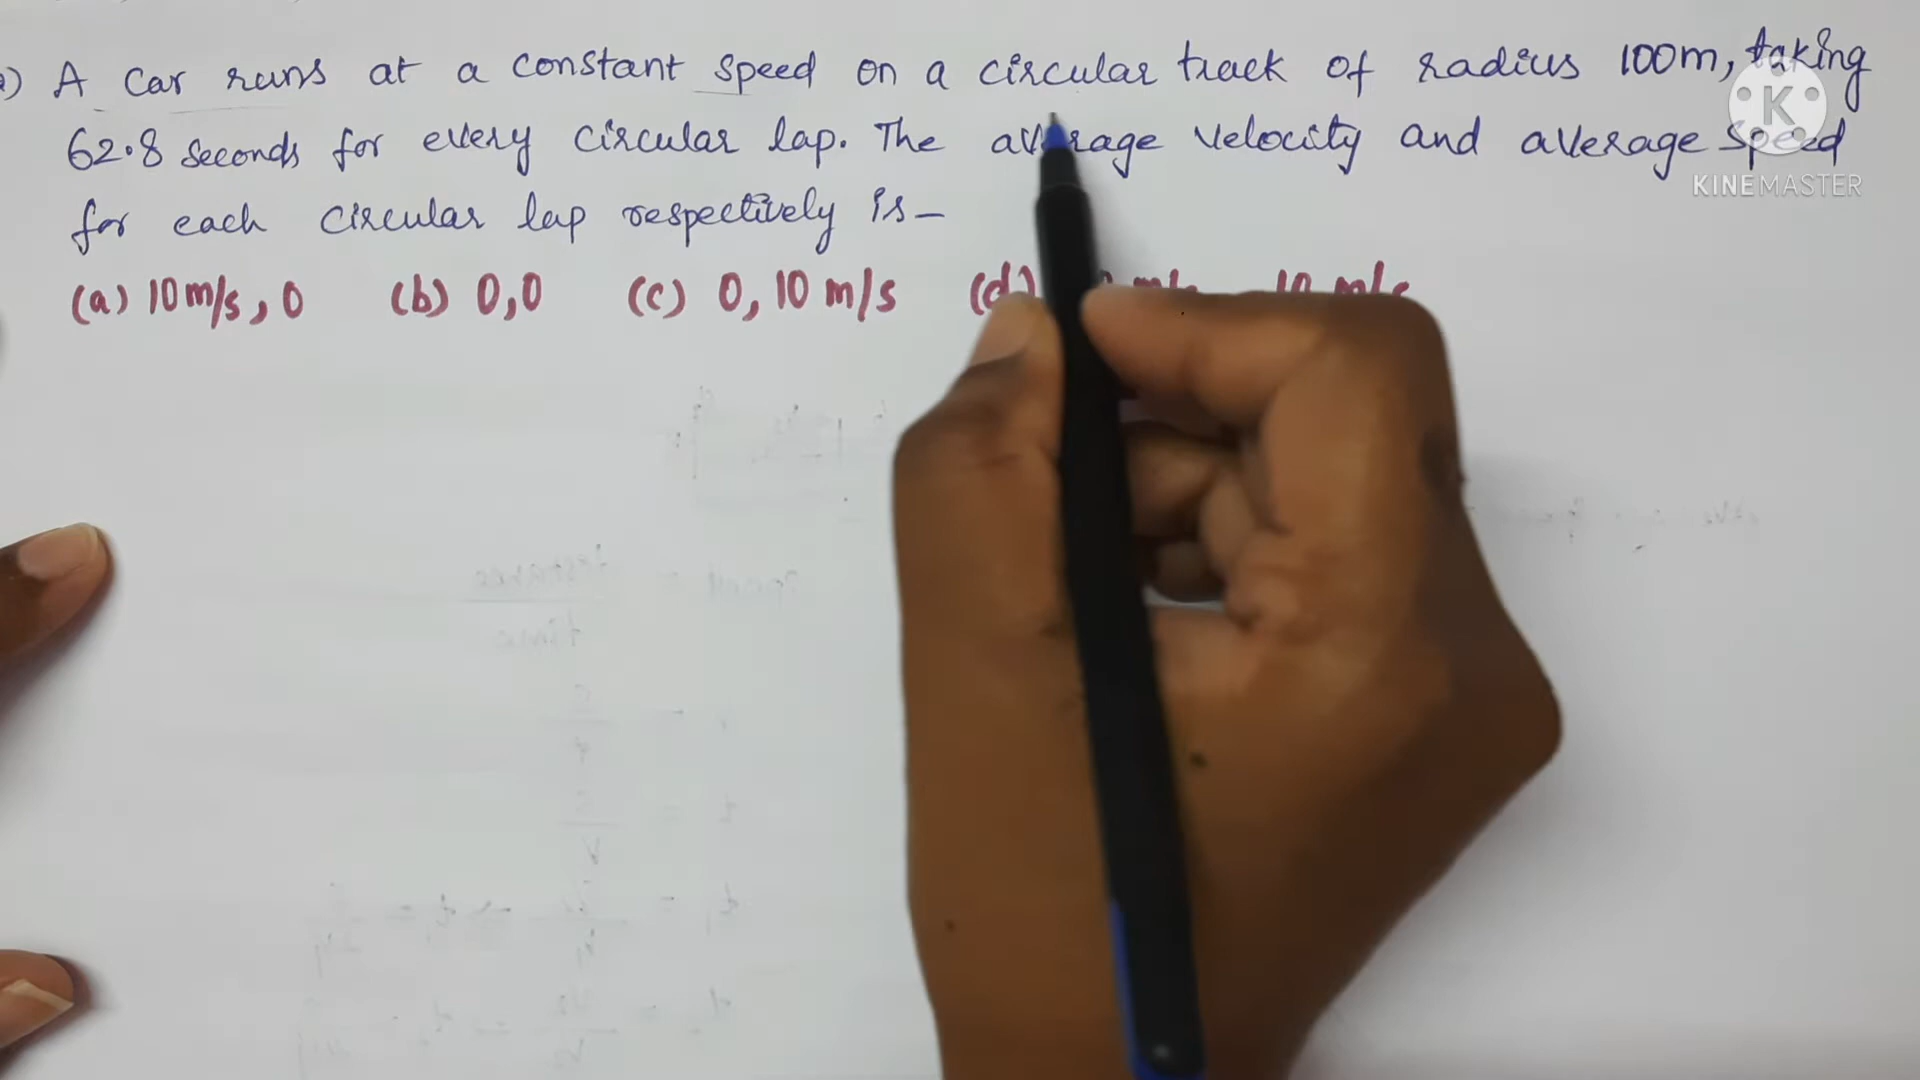 A car runs at a constant speed on a circular track of radius 100m, taking
62.8 seconds for every circular lap. The average velocity and average speed
for each circular lap respectively is-
(a) 10m/s, 0 (b) 0,0 (c) 0, 10 m/s (d) 10 m/s
K
KINEMASTER